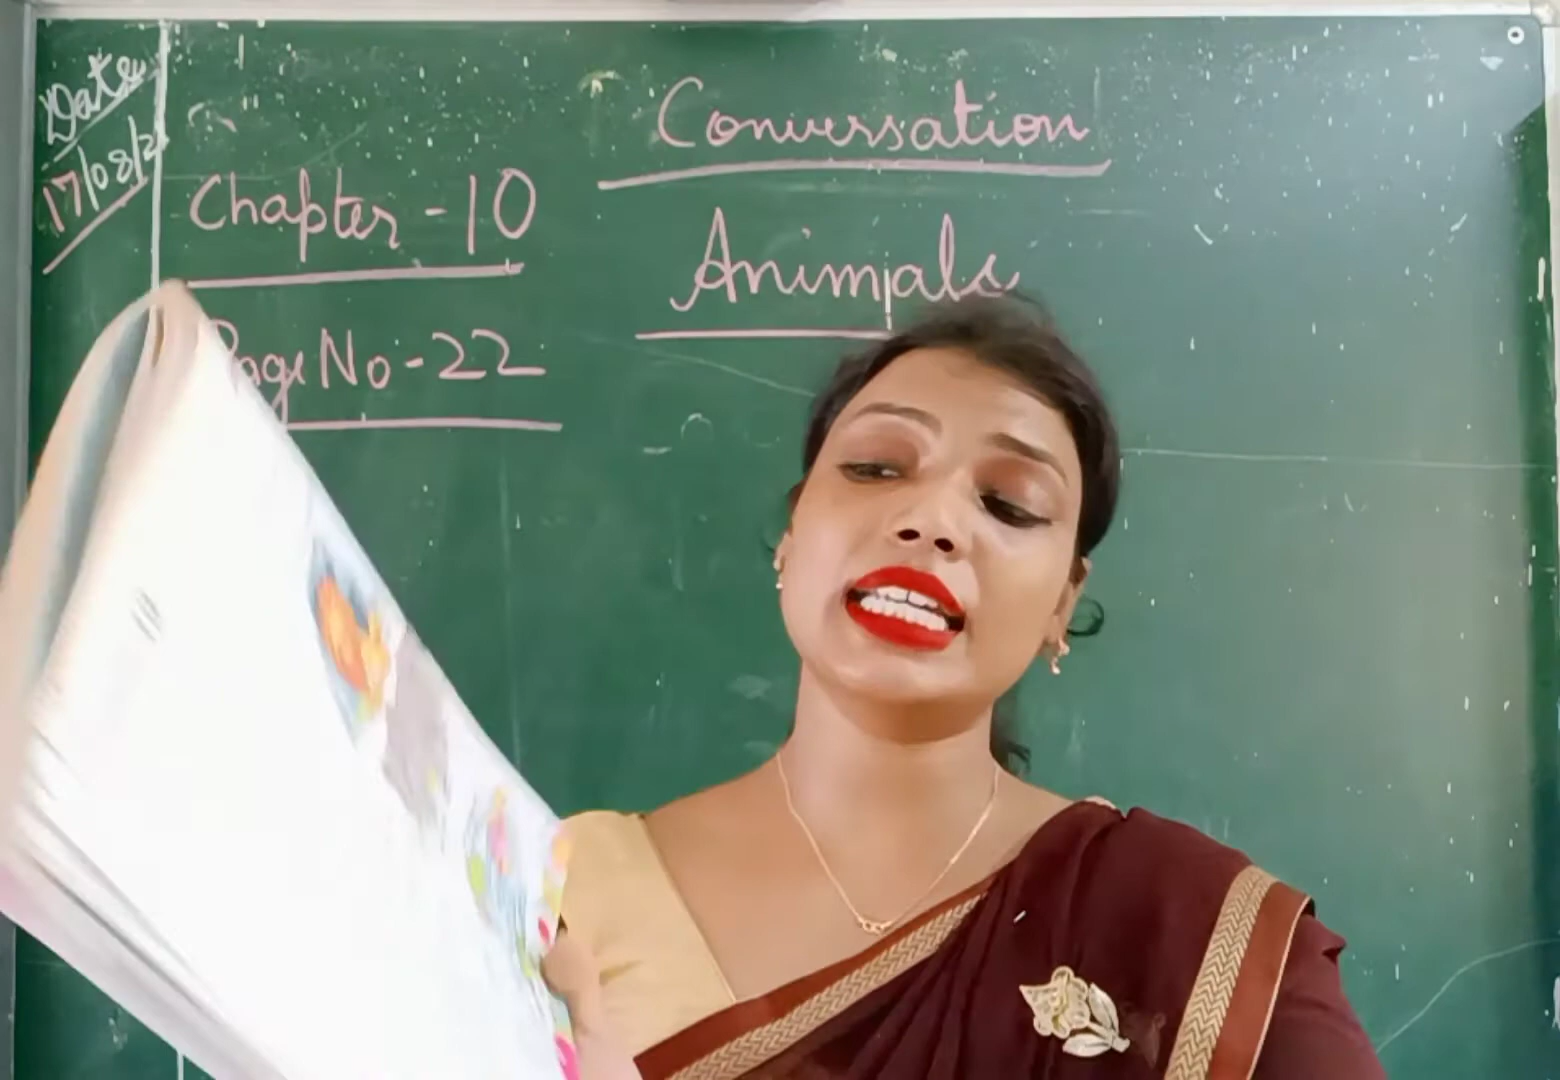 Date
17/08/2
Conversation
Chapter - 10
Animals
Page No - 22